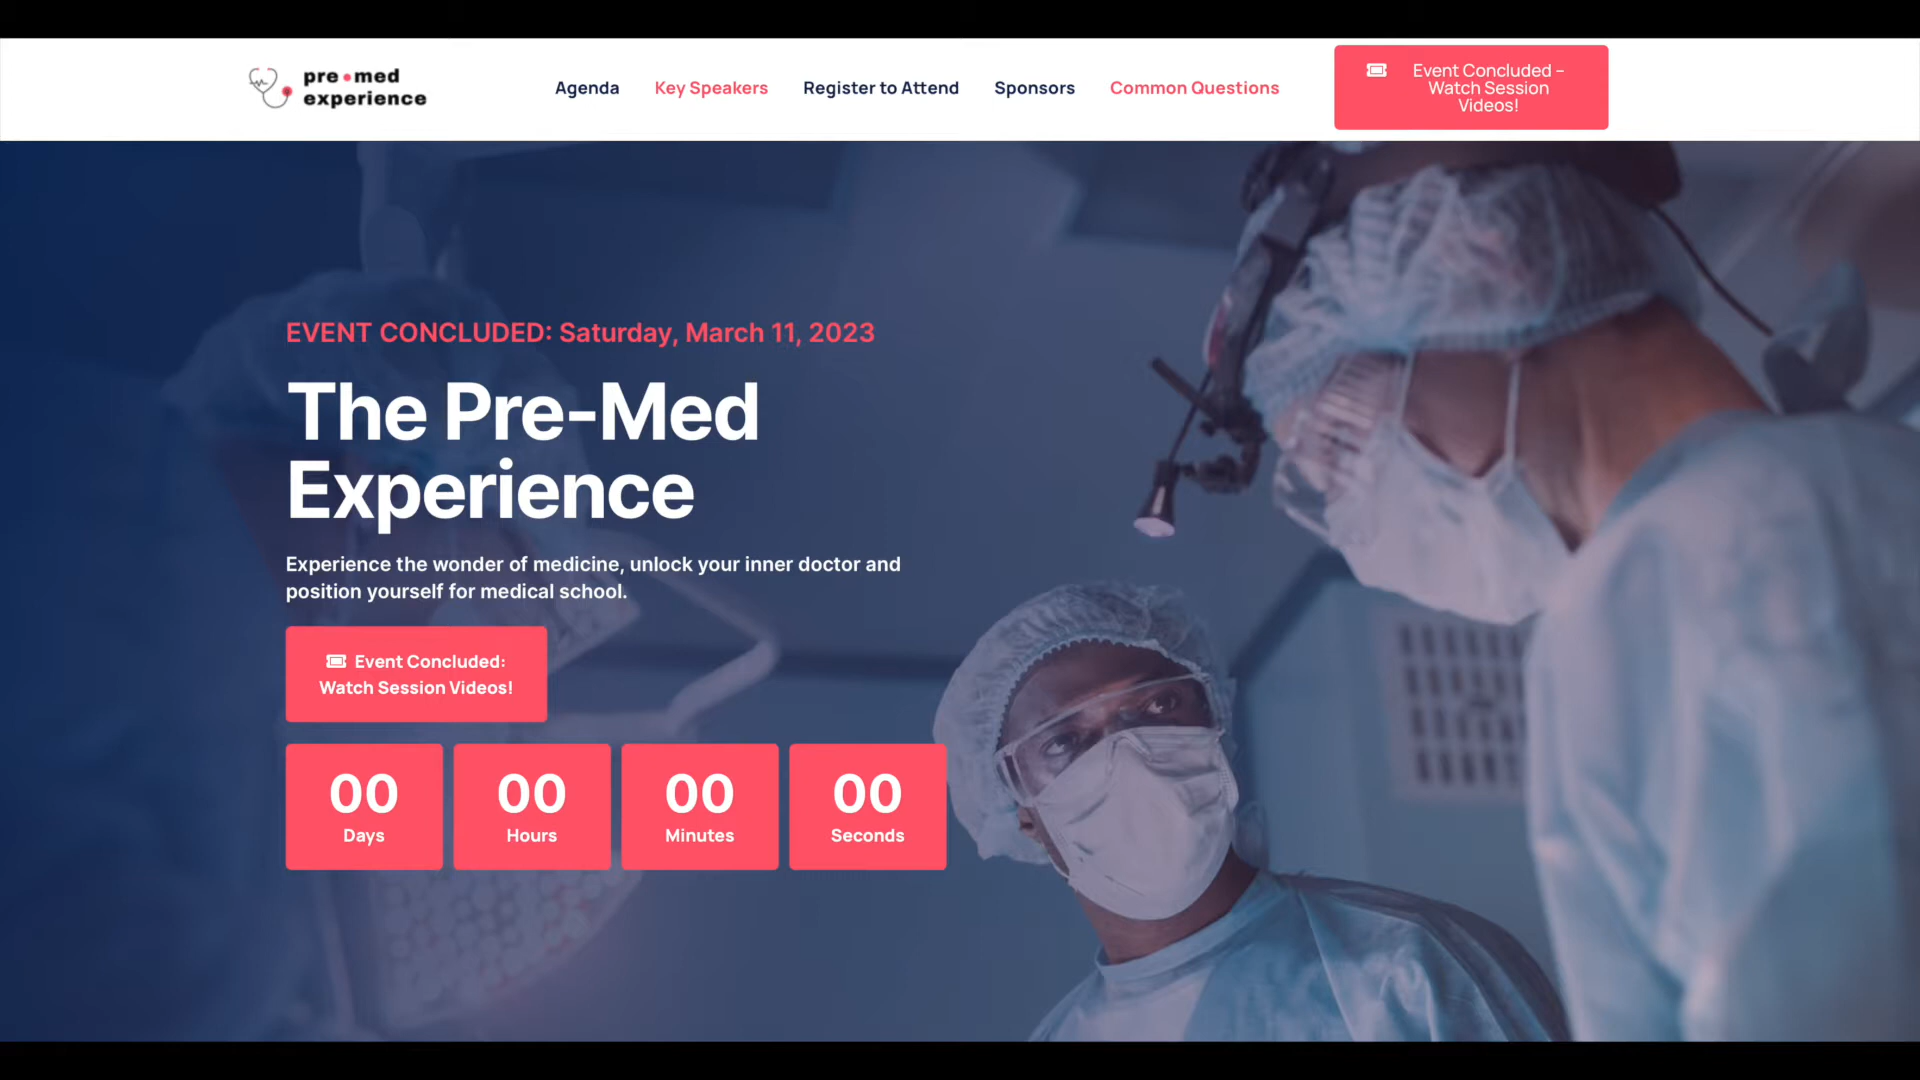 pre•med
experience
Agenda
Key Speakers
Register to Attend
Sponsors
Common Questions
Event Concluded –
Watch Session
Videos!
EVENT CONCLUDED: Saturday, March 11, 2023
The Pre-Med
Experience
Experience the wonder of medicine, unlock your inner doctor and
position yourself for medical school.
Event Concluded:
Watch Session Videos!
00
Days
00
Hours
00
Minutes
00
Seconds